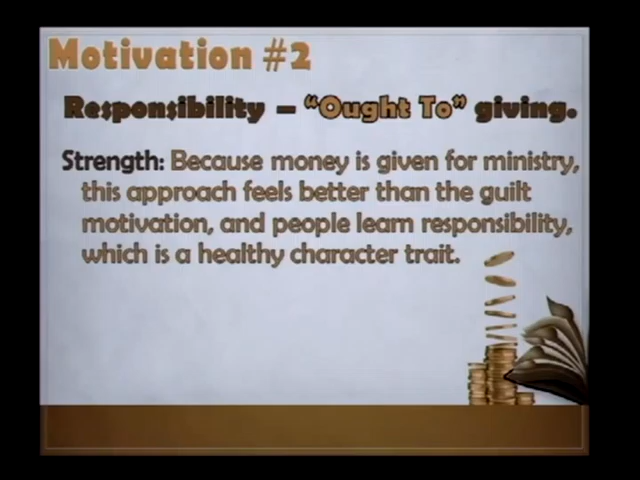 Motivation #2
Responsibility – “Ought To” giving.
Strength: Because money is given for ministry,
this approach feels better than the guilt
motivation, and people learn responsibility,
which is a healthy character trait.